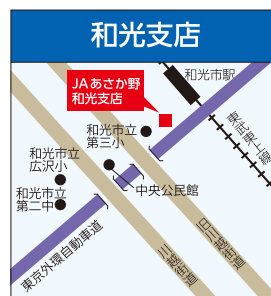 和光支店
和光市駅
JAあさか野
和光支店
東武東上線
和光市立
第三小
和光市立
広沢小
中央公民館
和光市立
第二中
東京外環自動車道
川越街道
旧川越街道